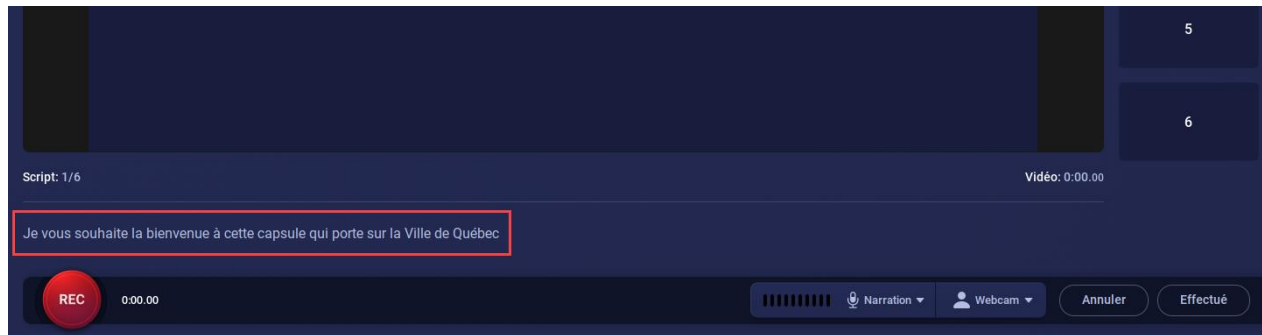 5
6
Script: 1/6
Vidéo: 0:00.00
Je vous souhaite la bienvenue à cette capsule qui porte sur la Ville de Québec
REC
0:00.00
Narration
Webcam
Annuler
Effectué